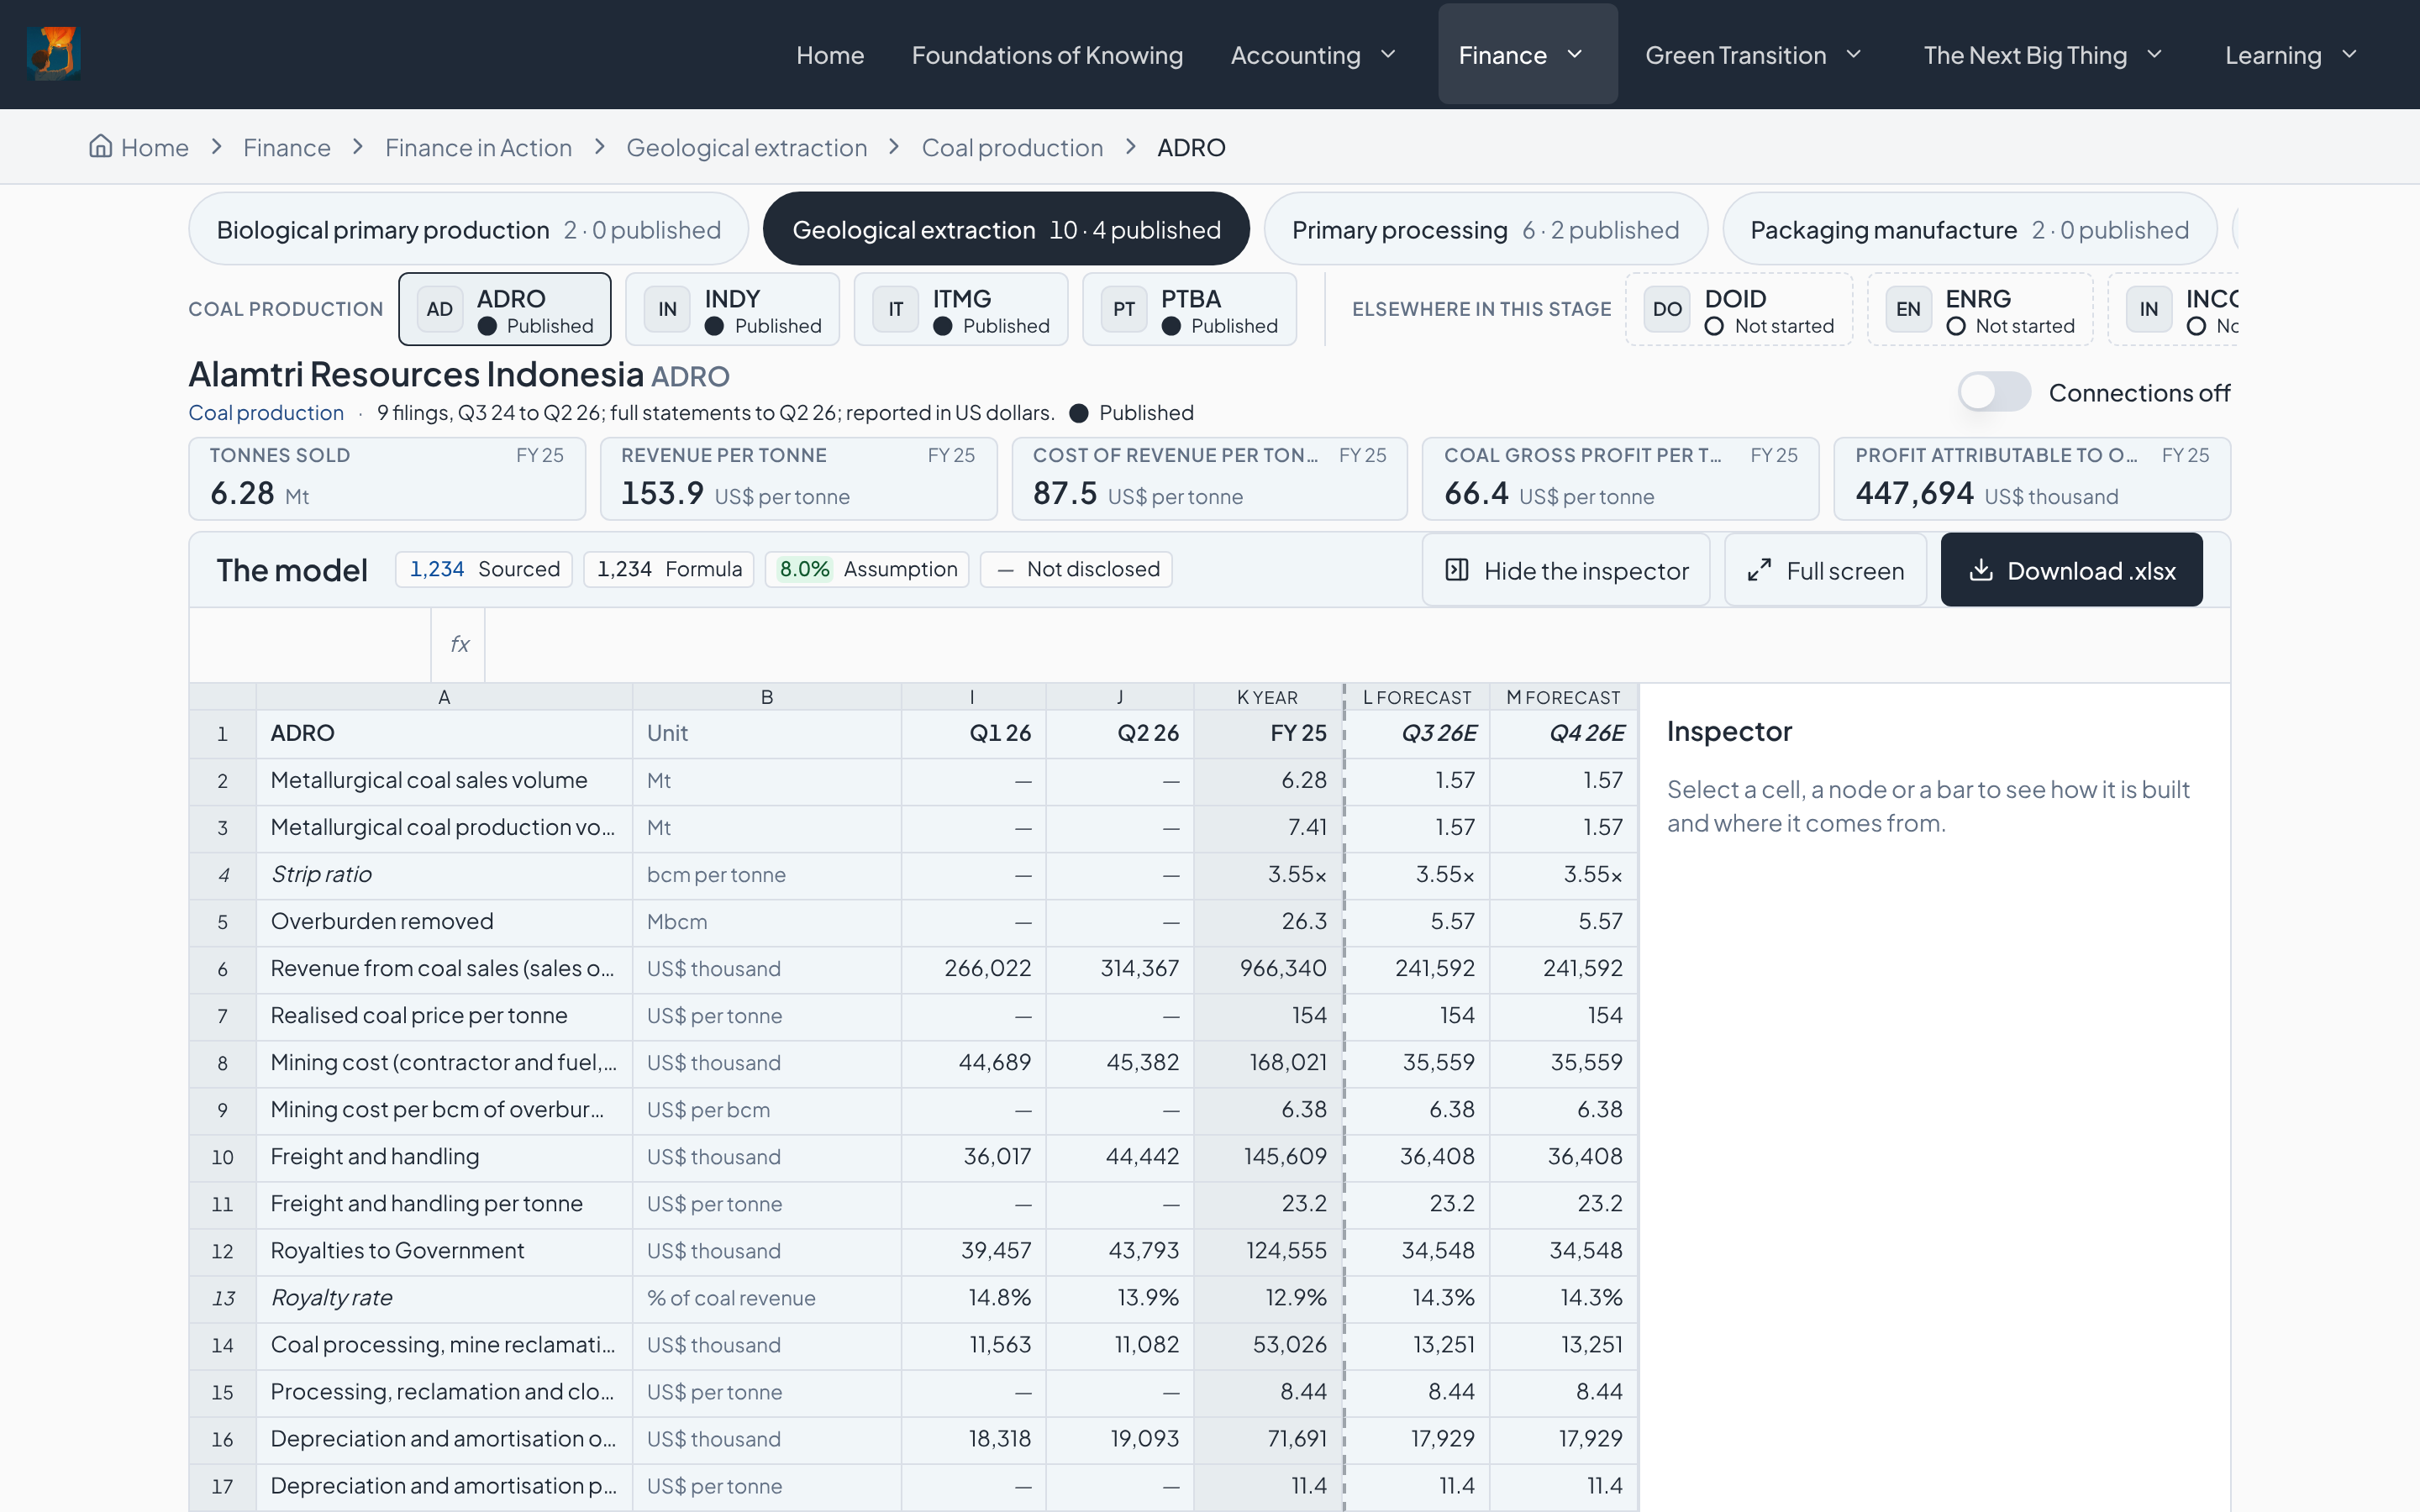 Home Foundations of Knowing Accounting Finance Green Transition The Next Big Thing Learning
Home Finance Finance in Action Geological extraction Coal production ADRO
Biological primary production 2 · 0 published Geological extraction 10 · 4 published Primary processing 6 · 2 published Packaging manufacture 2 · 0 published
COAL PRODUCTION AD ADRO Published IN INDY Published IT ITMG Published PT PTBA Published ELSEWHERE IN THIS STAGE DO DOID Not started EN ENRG Not started IN
Alamtri Resources Indonesia ADRO
Coal production · 9 filings, Q3 24 to Q2 26; full statements to Q2 26; reported in US dollars. Published
Connections off
TONNES SOLD FY 25 REVENUE PER TONNE FY 25 COST OF REVENUE PER TON... FY 25 COAL GROSS PROFIT PER T... FY 25 PROFIT ATTRIBUTABLE TO O... FY 25
6.28 Mt 153.9 US$ per tonne 87.5 US$ per tonne 66.4 US$ per tonne 447,694 US$ thousand
The model 1,234 Sourced 1,234 Formula 8.0% Assumption — Not disclosed Hide the inspector Full screen Download .xlsx
fx
A B I J K YEAR L FORECAST M FORECAST
1 ADRO Unit Q1 26 Q2 26 FY 25 Q3 26E Q4 26E
2 Metallurgical coal sales volume Mt — — 6.28 1.57 1.57
3 Metallurgical coal production vo... Mt — — 7.41 1.57 1.57
4 Strip ratio bcm per tonne — — 3.55× 3.55× 3.55×
5 Overburden removed Mbcm — — 26.3 5.57 5.57
6 Revenue from coal sales (sales o... US$ thousand 266,022 314,367 966,340 241,592 241,592
7 Realised coal price per tonne US$ per tonne — — 154 154 154
8 Mining cost (contractor and fuel,... US$ thousand 44,689 45,382 168,021 35,559 35,559
9 Mining cost per bcm of overbur... US$ per bcm — — 6.38 6.38 6.38
10 Freight and handling US$ thousand 36,017 44,442 145,609 36,408 36,408
11 Freight and handling per tonne US$ per tonne — — 23.2 23.2 23.2
12 Royalties to Government US$ thousand 39,457 43,793 124,555 34,548 34,548
13 Royalty rate % of coal revenue 14.8% 13.9% 12.9% 14.3% 14.3%
14 Coal processing, mine reclamati... US$ thousand 11,563 11,082 53,026 13,251 13,251
15 Processing, reclamation and clo... US$ per tonne — — 8.44 8.44 8.44
16 Depreciation and amortisation o... US$ thousand 18,318 19,093 71,691 17,929 17,929
17 Depreciation and amortisation p... US$ per tonne — — 11.4 11.4 11.4
Inspector
Select a cell, a node or a bar to see how it is built
and where it comes from.